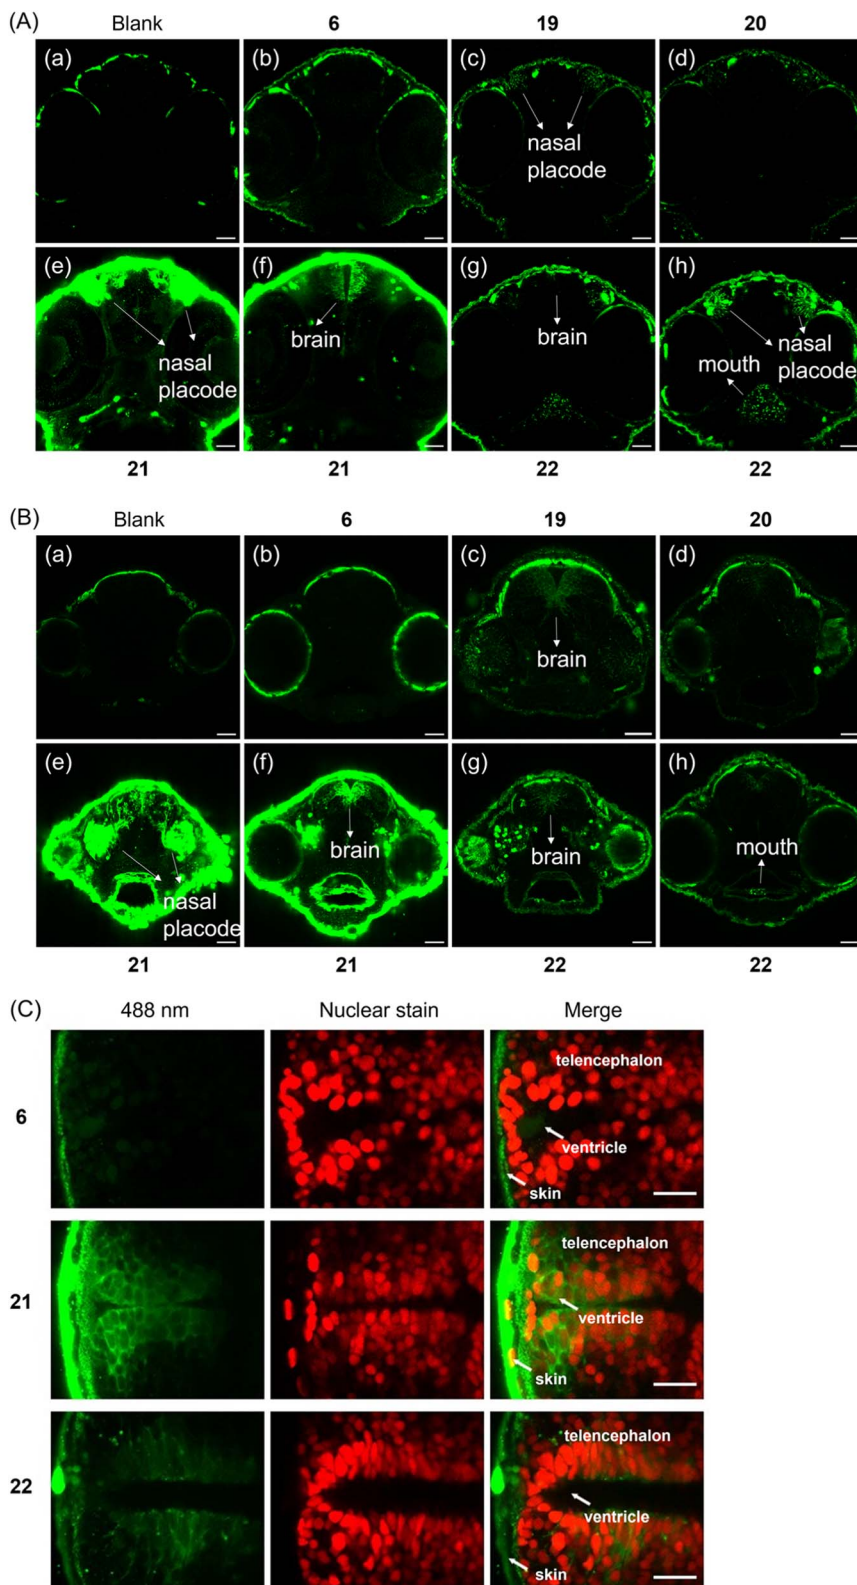 (A) Blank 6 19 20
(a) (b) (c) (d)
nasal
placode
(e) (f) (g) (h)
nasal
placode
brain
brain
mouth
nasal
placode
21 21 22 22
(B) Blank 6 19 20
(a) (b) (c) (d)
brain
(e) (f) (g) (h)
nasal
placode
brain
brain
mouth
21 21 22 22
(C) 488 nm Nuclear stain Merge
6
telencephalon
ventricle
skin
21
telencephalon
ventricle
skin
22
telencephalon
ventricle
skin